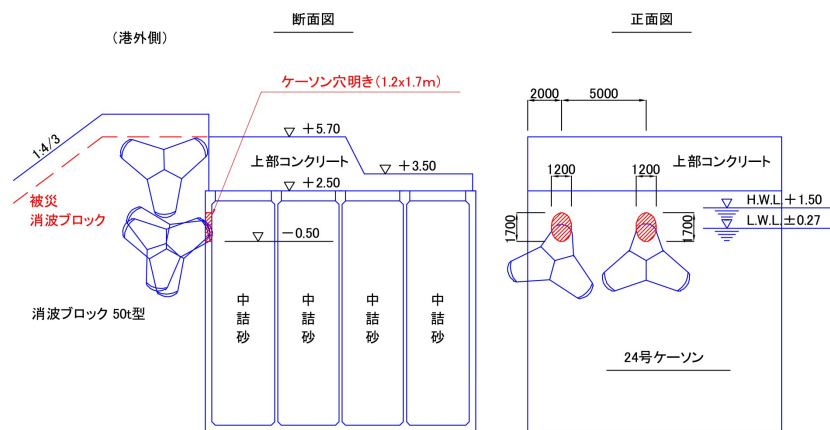 断面図
正面図
(港外側)
ケーソン穴明き(1.2x1.7m)
2000
5000
1:4/3
+5.70
上部コンクリート
+3.50
+2.50
被災
消波ブロック
-0.50
消波ブロック 50t型
中詰砂
中詰砂
中詰砂
中詰砂
上部コンクリート
1200
1200
H.W.L.+1.50
L.W.L.±0.27
1700
1700
24号ケーソン